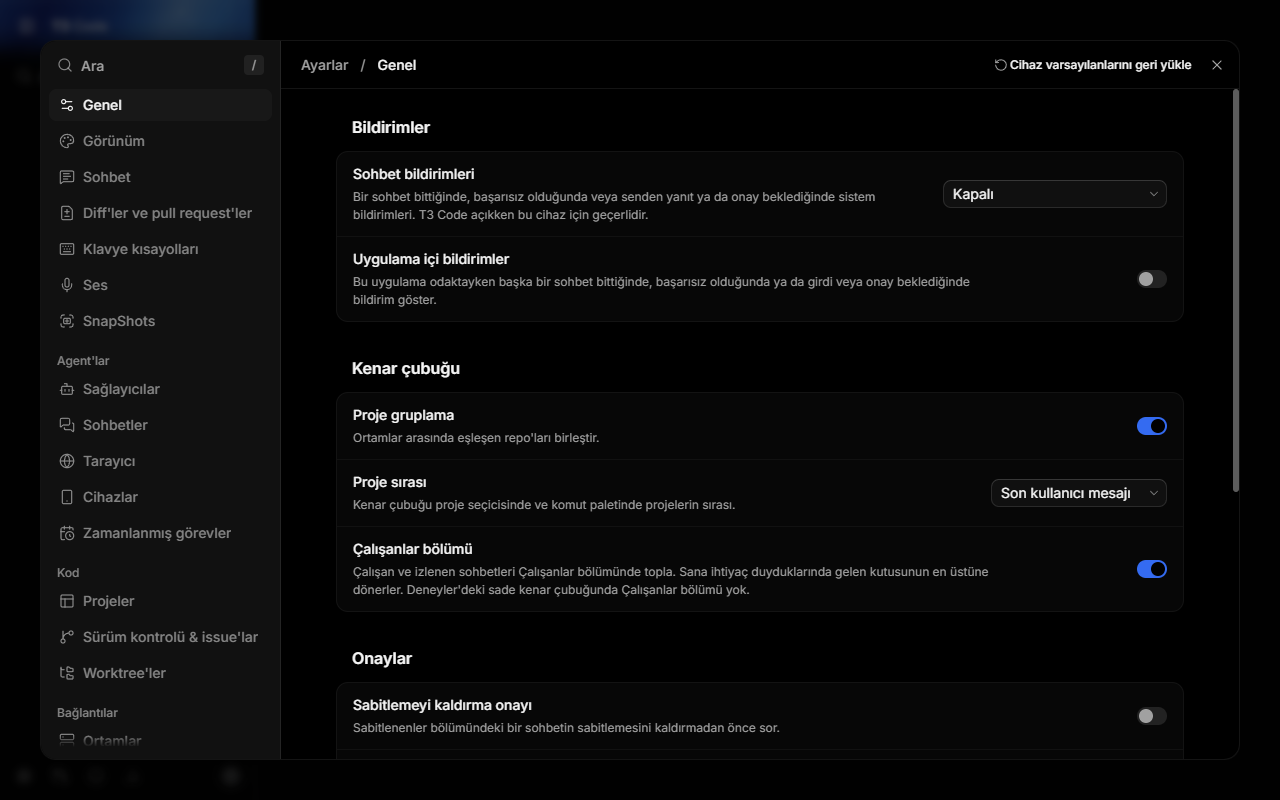 Ara
/
Genel
Görünüm
Sohbet
Diff'ler ve pull request'ler
Klavye kısayolları
Ses
SnapShots
Agent'lar
Sağlayıcılar
Sohbetler
Tarayıcı
Cihazlar
Zamanlanmış görevler
Kod
Projeler
Sürüm kontrolü & issue'lar
Worktree'ler
Bağlantılar
Ortamlar
Ayarlar / Genel
Cihaz varsayılanlarını geri yükle
Bildirimler
Sohbet bildirimleri
Bir sohbet bittiğinde, başarısız olduğunda veya senden yanıt ya da onay beklediğinde sistem
bildirimleri. T3 Code açıkken bu cihaz için geçerlidir.
Kapalı
Uygulama içi bildirimler
Bu uygulama odaktayken başka bir sohbet bittiğinde, başarısız olduğunda ya da girdi veya onay beklediğinde
bildirim göster.
Kenar çubuğu
Proje gruplama
Ortamlar arasında eşleşen repo'ları birleştir.
Proje sırası
Kenar çubuğu proje seçicisinde ve komut paletinde projelerin sırası.
Son kullanıcı mesajı
Çalışanlar bölümü
Çalışan ve izlenen sohbetleri Çalışanlar bölümünde topla. Sana ihtiyaç duyduklarında gelen kutusunun en üstüne
dönerler. Deneyler'deki sade kenar çubuğunda Çalışanlar bölümü yok.
Onaylar
Sabitlemeyi kaldırma onayı
Sabitlenenler bölümündeki bir sohbetin sabitlemesini kaldırmadan önce sor.